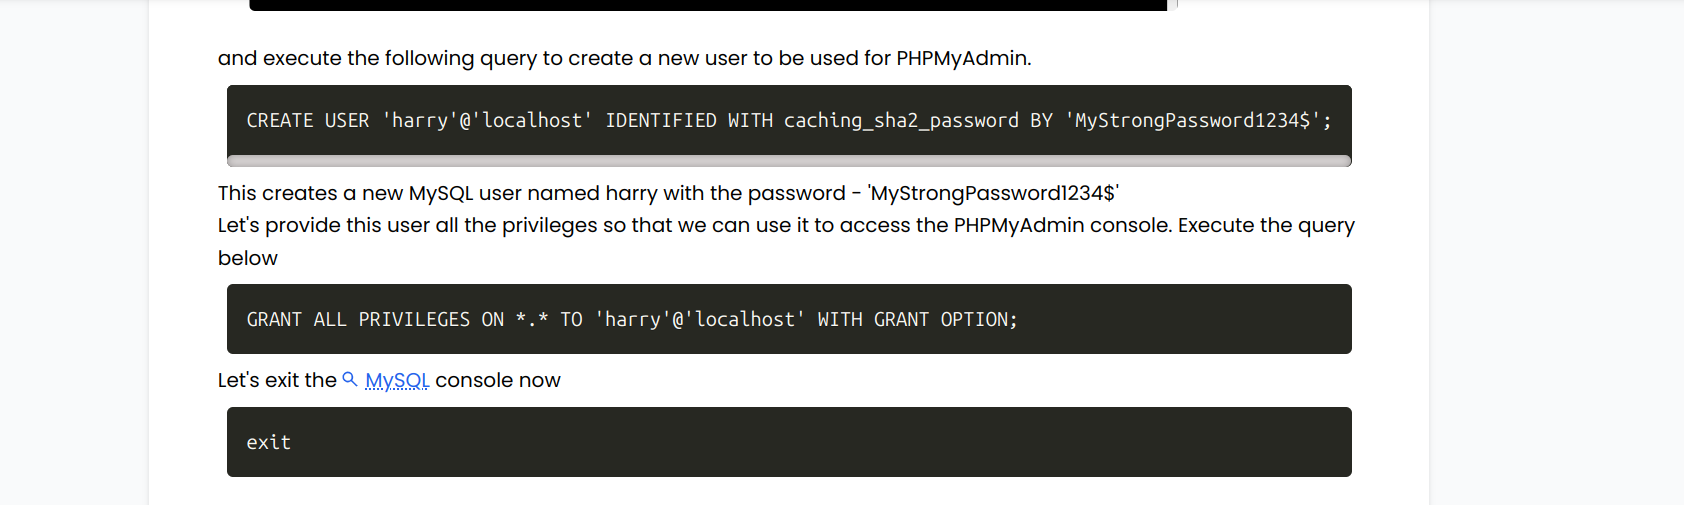 and execute the following query to create a new user to be used for PHPMyAdmin.
CREATE USER 'harry'@'localhost' IDENTIFIED WITH caching_sha2_password BY 'MyStrongPassword1234$';
This creates a new MySQL user named harry with the password - 'MyStrongPassword1234$'
Let's provide this user all the privileges so that we can use it to access the PHPMyAdmin console. Execute the query
below
GRANT ALL PRIVILEGES ON *.* TO 'harry'@'localhost' WITH GRANT OPTION;
Let's exit the MySQL console now
exit